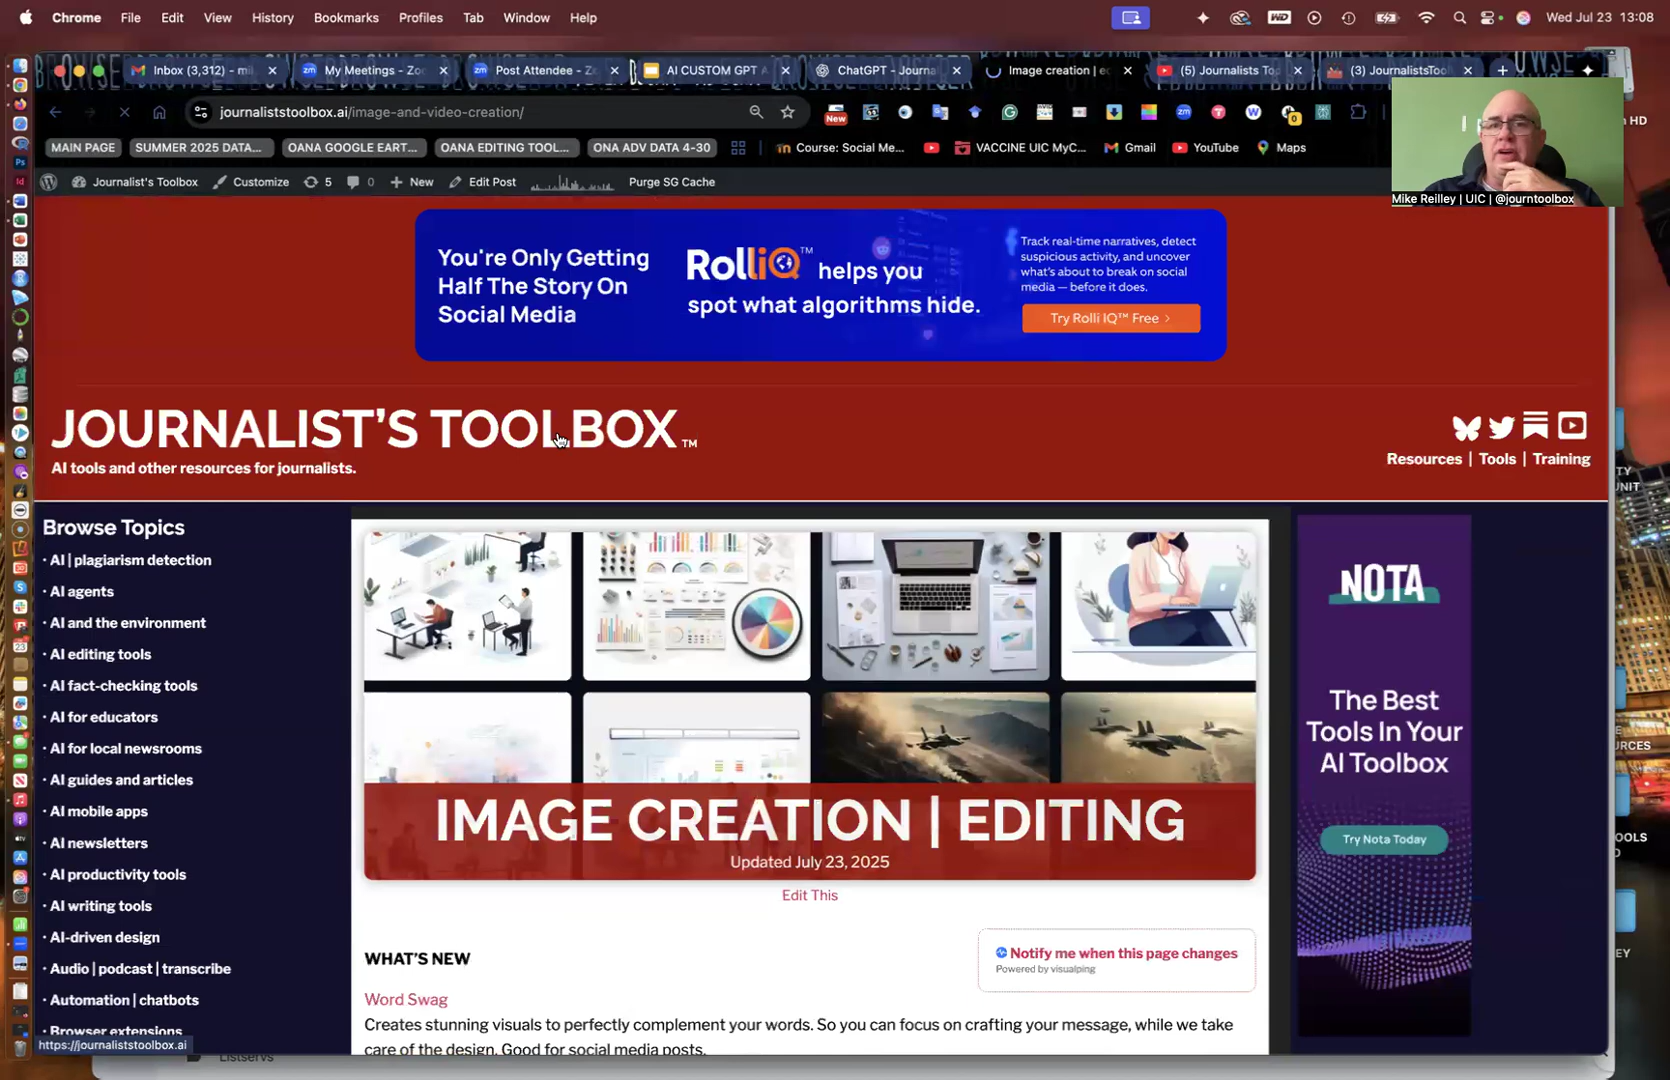 Chrome File Edit View History Bookmarks Profiles Tab Window Help
WD
Wed Jul 23 13:08
Inbox (3,312) - mi
My Meetings - Zoo
Post Attendee - Z
AI CUSTOM GPT A
ChatGPT - Journa
Image creation | e
(5) Journalists To
(3) JournalistsToo
journaliststoolbox.ai/image-and-video-creation/
New
zm
T
W
0
MAIN PAGE
SUMMER 2025 DATA...
OANA GOOGLE EART...
OANA EDITING TOOL...
ONA ADV DATA 4-30
Course: Social Me...
VACCINE UIC MyC...
Gmail
YouTube
Maps
Journalist's Toolbox
Customize
5
0
New
Edit Post
Purge SG Cache
Mike Reilley | UIC | @journtoolbox
You're Only Getting
Half The Story On
Social Media
RolliQ™ helps you
spot what algorithms hide.
Track real-time narratives, detect
suspicious activity, and uncover
what's about to break on social
media — before it does.
Try Rolli IQ™ Free >
JOURNALIST'S TOOLBOX™
AI tools and other resources for journalists.
Resources | Tools | Training
Browse Topics
• AI | plagiarism detection
• AI agents
• AI and the environment
• AI editing tools
• AI fact-checking tools
• AI for educators
• AI for local newsrooms
• AI guides and articles
• AI mobile apps
• AI newsletters
• AI productivity tools
• AI writing tools
• AI-driven design
• Audio | podcast | transcribe
• Automation | chatbots
• Browser extensions
https://journaliststoolbox.ai
Listservs
IMAGE CREATION | EDITING
Updated July 23, 2025
Edit This
WHAT'S NEW
Notify me when this page changes
Powered by visualping
Word Swag
Creates stunning visuals to perfectly complement your words. So you can focus on crafting your message, while we take
care of the design. Good for social media posts.
NOTA
The Best
Tools In Your
AI Toolbox
Try Nota Today
HD